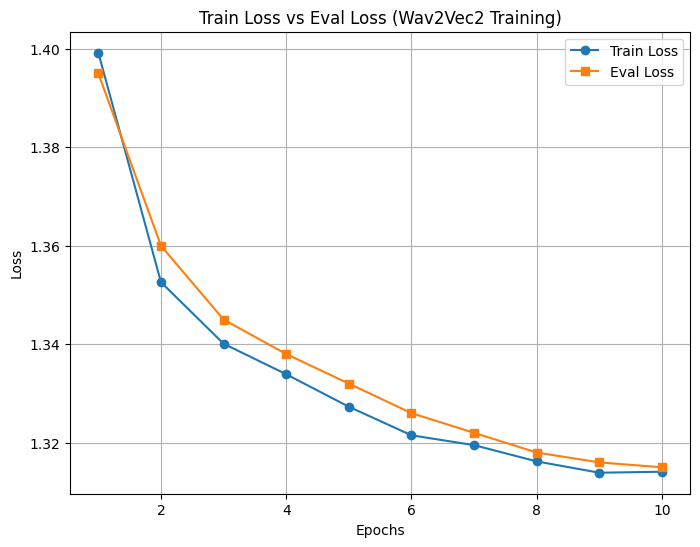 Train Loss vs Eval Loss (Wav2Vec2 Training)
Train Loss
Eval Loss
1.40
1.38
1.36
1.34
1.32
Loss
2 4 6 8 10
Epochs